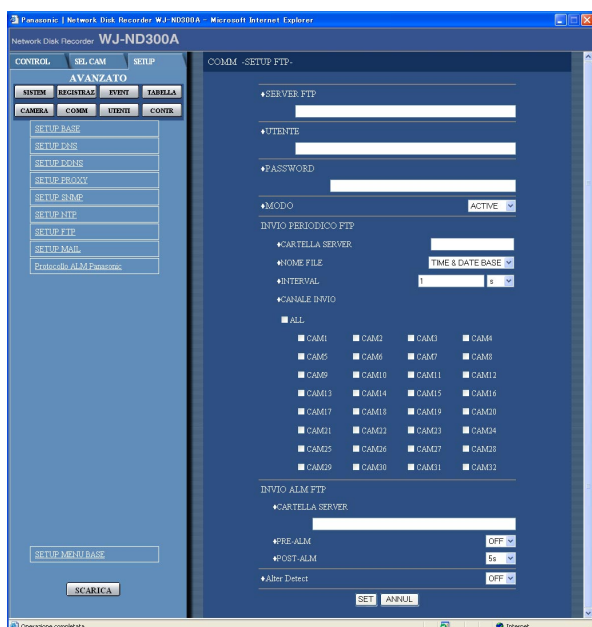 Panasonic | Network Disk Recorder WJ-ND300A - Microsoft Internet Explorer
Network Disk Recorder WJ-ND300A
CONTROL SEL CAM SETUP
AVANZATO
SISTEM REGISTRAZ EVENT TABELLA
CAMERA COMM UTENTI CONTR
SETUP BASE
SETUP DNS
SETUP DDNS
SETUP PROXY
SETUP SNMP
SETUP NTP
SETUP FTP
SETUP MAIL
Protocollo ALM Panasonic
SETUP MENU BASE
SCARICA
COMM -SETUP FTP-
♦SERVER FTP
♦UTENTE
♦PASSWORD
♦MODO ACTIVE
INVIO PERIODICO FTP
♦CARTELLA SERVER
♦NOME FILE TIME & DATE BASE
♦INTERVAL 1 s
♦CANALE INVIO
ALL
CAM1 CAM2 CAM3 CAM4
CAM5 CAM6 CAM7 CAM8
CAM9 CAM10 CAM11 CAM12
CAM13 CAM14 CAM15 CAM16
CAM17 CAM18 CAM19 CAM20
CAM21 CAM22 CAM23 CAM24
CAM25 CAM26 CAM27 CAM28
CAM29 CAM30 CAM31 CAM32
INVIO ALM FTP
♦CARTELLA SERVER
♦PRE-ALM OFF
♦POST-ALM 5s
♦Alter Detect OFF
SET ANNUL
Operazione completata Internet